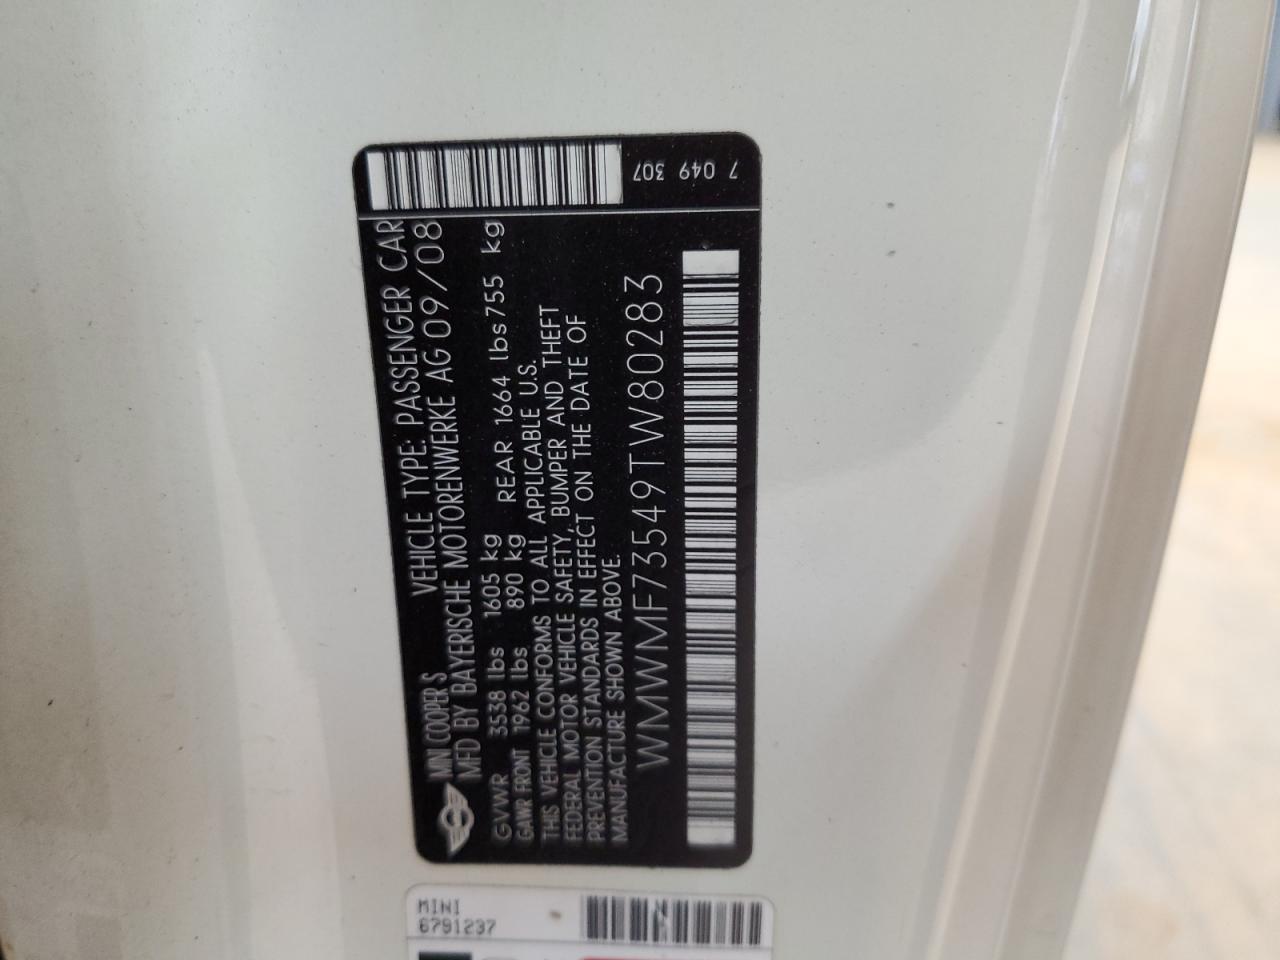 MINI COOPER S VEHICLE TYPE: PASSENGER CAR
MFD BY BAYERISCHE MOTORENWERKE AG 09/08
GVWR 3538 lbs 1605 kg
GAWR FRONT 1962 lbs 890 kg REAR 1664 lbs 755 kg
THIS VEHICLE CONFORMS TO ALL APPLICABLE U.S.
FEDERAL MOTOR VEHICLE SAFETY, BUMPER AND THEFT
PREVENTION STANDARDS IN EFFECT ON THE DATE OF
MANUFACTURE SHOWN ABOVE.
WMWMF73549TW80283
7 049 307
MINI
6791237